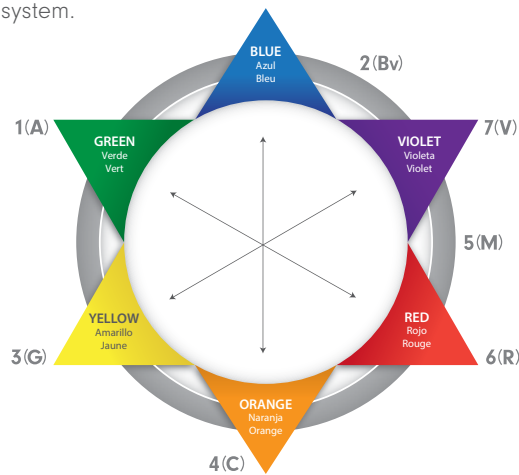 system.
BLUE
Azul
Bleu
2(Bv)
1(A)
GREEN
Verde
Vert
VIOLET
Violeta
Violet
7(V)
5(M)
YELLOW
Amarillo
Jaune
3(G)
RED
Rojo
Rouge
6(R)
ORANGE
Naranja
Orange
4(C)